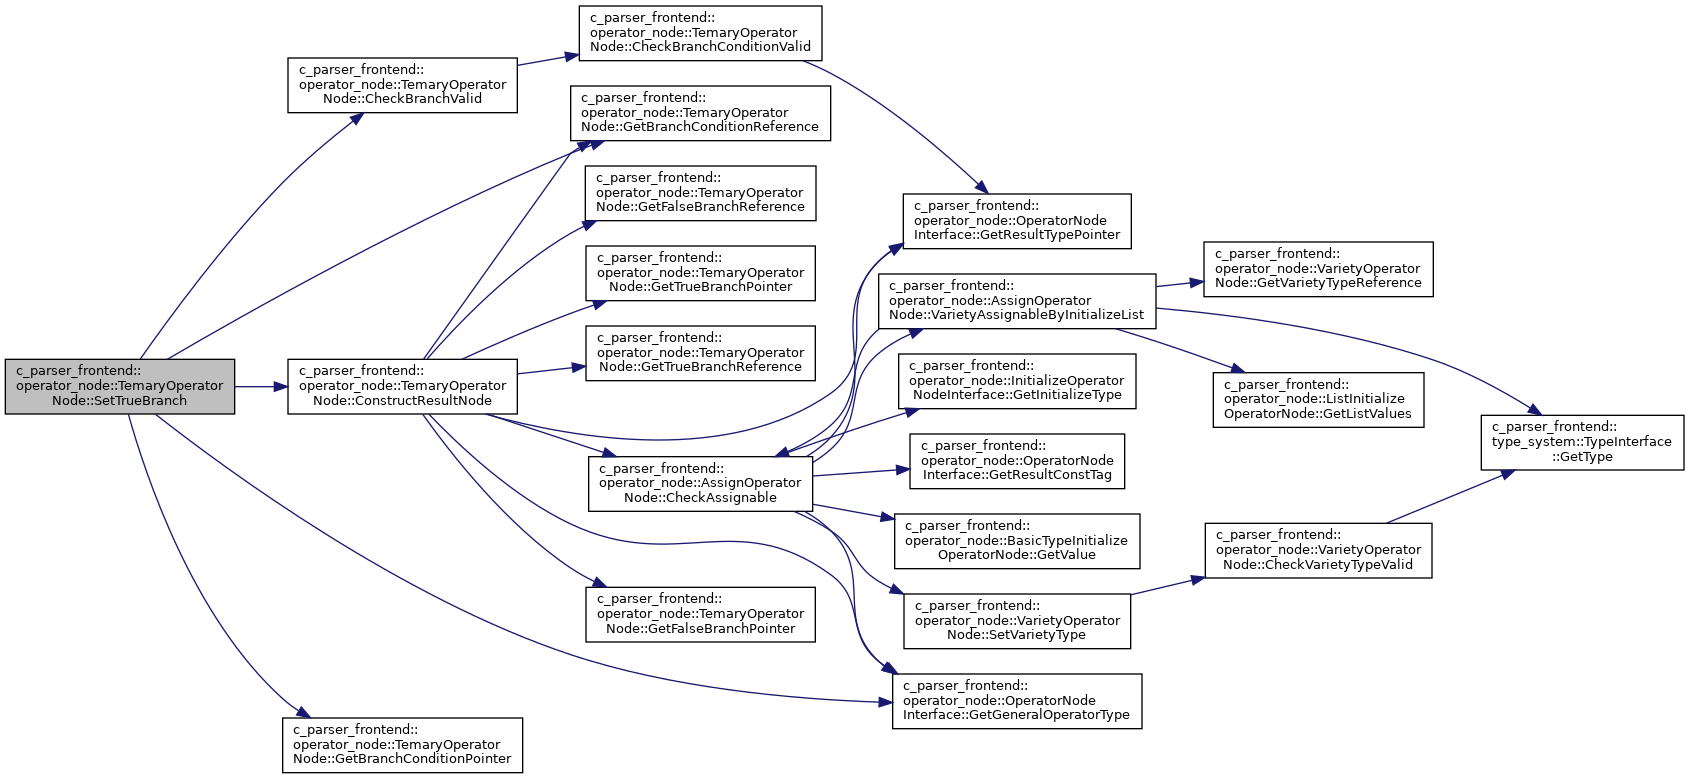 c_parser_frontend::
operator_node::TemaryOperator
Node::SetTrueBranch
c_parser_frontend::
operator_node::TemaryOperator
Node::CheckBranchValid
c_parser_frontend::
operator_node::TemaryOperator
Node::ConstructResultNode
c_parser_frontend::
operator_node::TemaryOperator
Node::GetBranchConditionPointer
c_parser_frontend::
operator_node::TemaryOperator
Node::CheckBranchConditionValid
c_parser_frontend::
operator_node::TemaryOperator
Node::GetBranchConditionReference
c_parser_frontend::
operator_node::TemaryOperator
Node::GetFalseBranchReference
c_parser_frontend::
operator_node::TemaryOperator
Node::GetTrueBranchPointer
c_parser_frontend::
operator_node::TemaryOperator
Node::GetTrueBranchReference
c_parser_frontend::
operator_node::AssignOperator
Node::CheckAssignable
c_parser_frontend::
operator_node::TemaryOperator
Node::GetFalseBranchPointer
c_parser_frontend::
operator_node::OperatorNode
Interface::GetResultTypePointer
c_parser_frontend::
operator_node::AssignOperator
Node::VarietyAssignableByInitializeList
c_parser_frontend::
operator_node::InitializeOperator
NodeInterface::GetInitializeType
c_parser_frontend::
operator_node::OperatorNode
Interface::GetResultConstTag
c_parser_frontend::
operator_node::BasicTypeInitialize
OperatorNode::GetValue
c_parser_frontend::
operator_node::VarietyOperator
Node::SetVarietyType
c_parser_frontend::
operator_node::OperatorNode
Interface::GetGeneralOperatorType
c_parser_frontend::
operator_node::VarietyOperator
Node::GetVarietyTypeReference
c_parser_frontend::
operator_node::ListInitialize
OperatorNode::GetListValues
c_parser_frontend::
operator_node::VarietyOperator
Node::CheckVarietyTypeValid
c_parser_frontend::
type_system::TypeInterface
::GetType